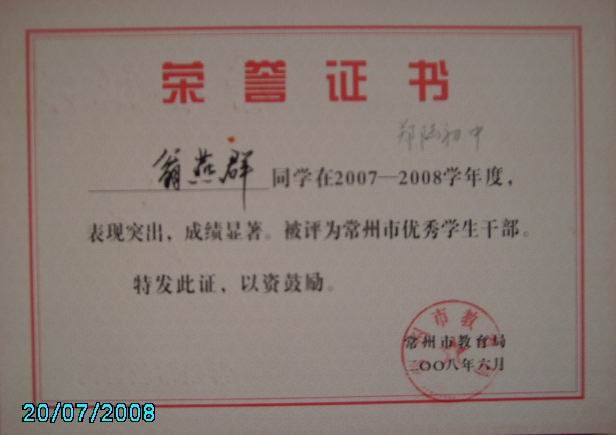 荣誉证书
郑陆初中
翁燕群 同学在2007—2008学年度，
表现突出，成绩显著。被评为常州市优秀学生干部。
特发此证，以资鼓励。
常州市教育局
二〇〇八年六月
20/07/2008